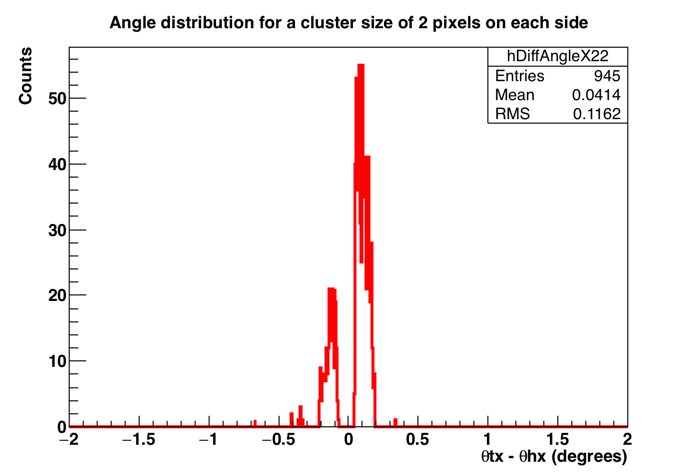 Angle distribution for a cluster size of 2 pixels on each side
hDiffAngleX22
Entries 945
Mean 0.0414
RMS 0.1162
Counts
50
40
30
20
10
0
−2 −1.5 −1 −0.5 0 0.5 1 1.5 2
θtx - θhx (degrees)